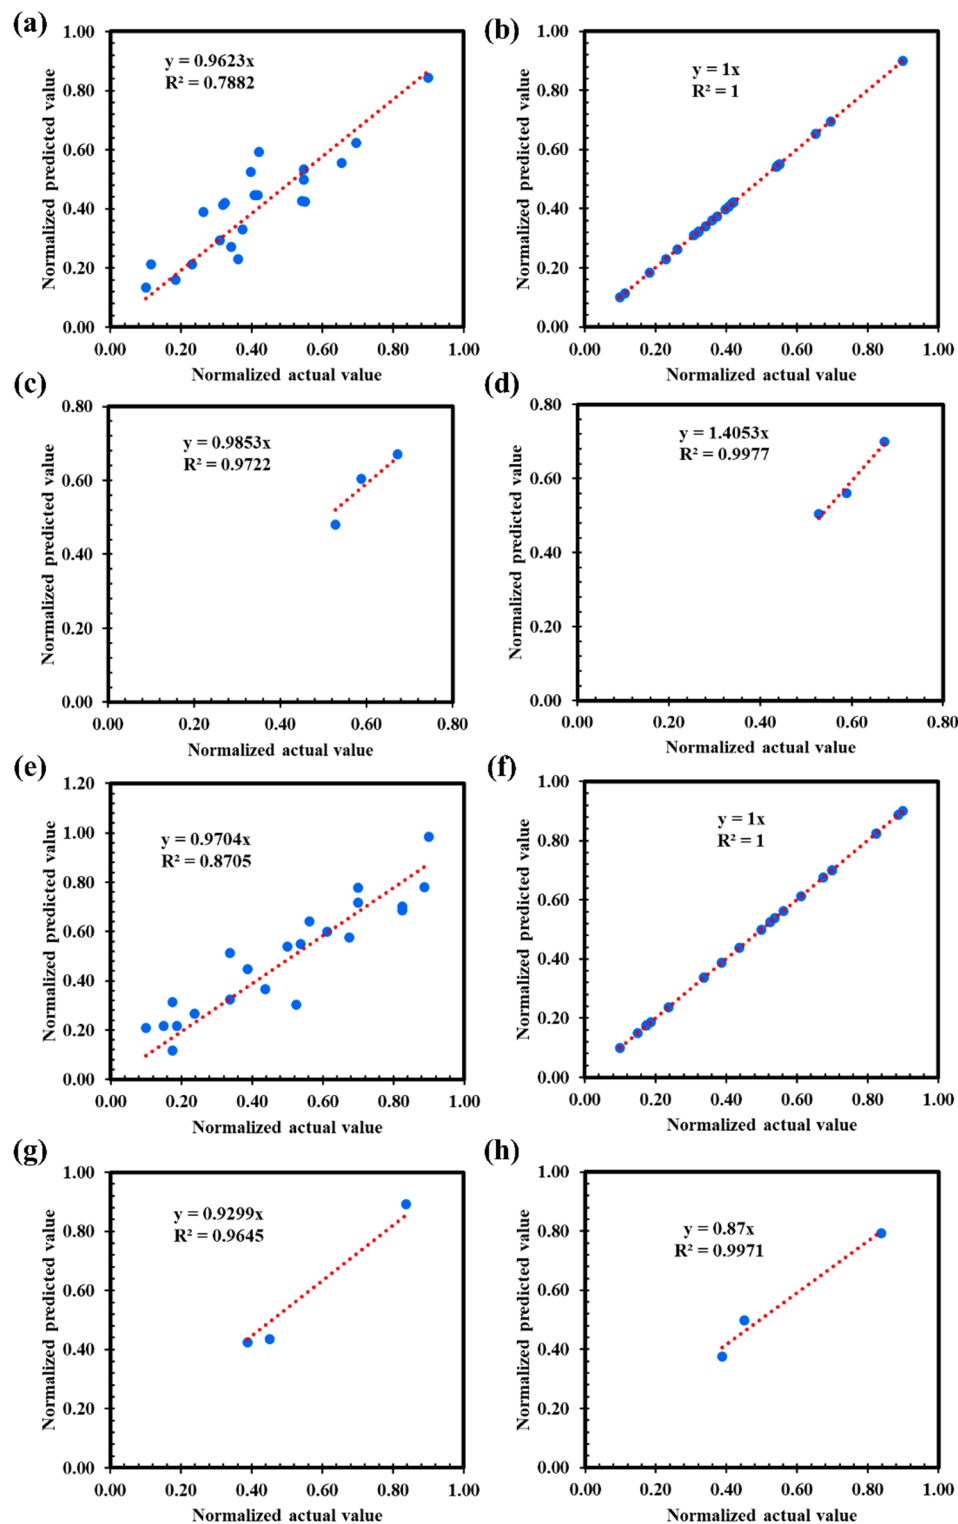 (a)
1.00
0.80
0.60
0.40
0.20
0.00
Normalized predicted value
y = 0.9623x
R² = 0.7882
0.00 0.20 0.40 0.60 0.80 1.00
Normalized actual value
(b)
1.00
0.80
0.60
0.40
0.20
0.00
Normalized predicted value
y = 1x
R² = 1
0.00 0.20 0.40 0.60 0.80 1.00
Normalized actual value
(c)
0.80
0.60
0.40
0.20
0.00
Normalized predicted value
y = 0.9853x
R² = 0.9722
0.00 0.20 0.40 0.60 0.80
Normalized actual value
(d)
0.80
0.60
0.40
0.20
0.00
Normalized predicted value
y = 1.4053x
R² = 0.9977
0.00 0.20 0.40 0.60 0.80
Normalized actual value
(e)
1.20
1.00
0.80
0.60
0.40
0.20
0.00
Normalized predicted value
y = 0.9704x
R² = 0.8705
0.00 0.20 0.40 0.60 0.80 1.00
Normalized actual value
(f)
1.00
0.80
0.60
0.40
0.20
0.00
Normalized predicted value
y = 1x
R² = 1
0.00 0.20 0.40 0.60 0.80 1.00
Normalized actual value
(g)
1.00
0.80
0.60
0.40
0.20
0.00
Normalized predicted value
y = 0.9299x
R² = 0.9645
0.00 0.20 0.40 0.60 0.80 1.00
Normalized actual value
(h)
1.00
0.80
0.60
0.40
0.20
0.00
Normalized predicted value
y = 0.87x
R² = 0.9971
0.00 0.20 0.40 0.60 0.80 1.00
Normalized actual value